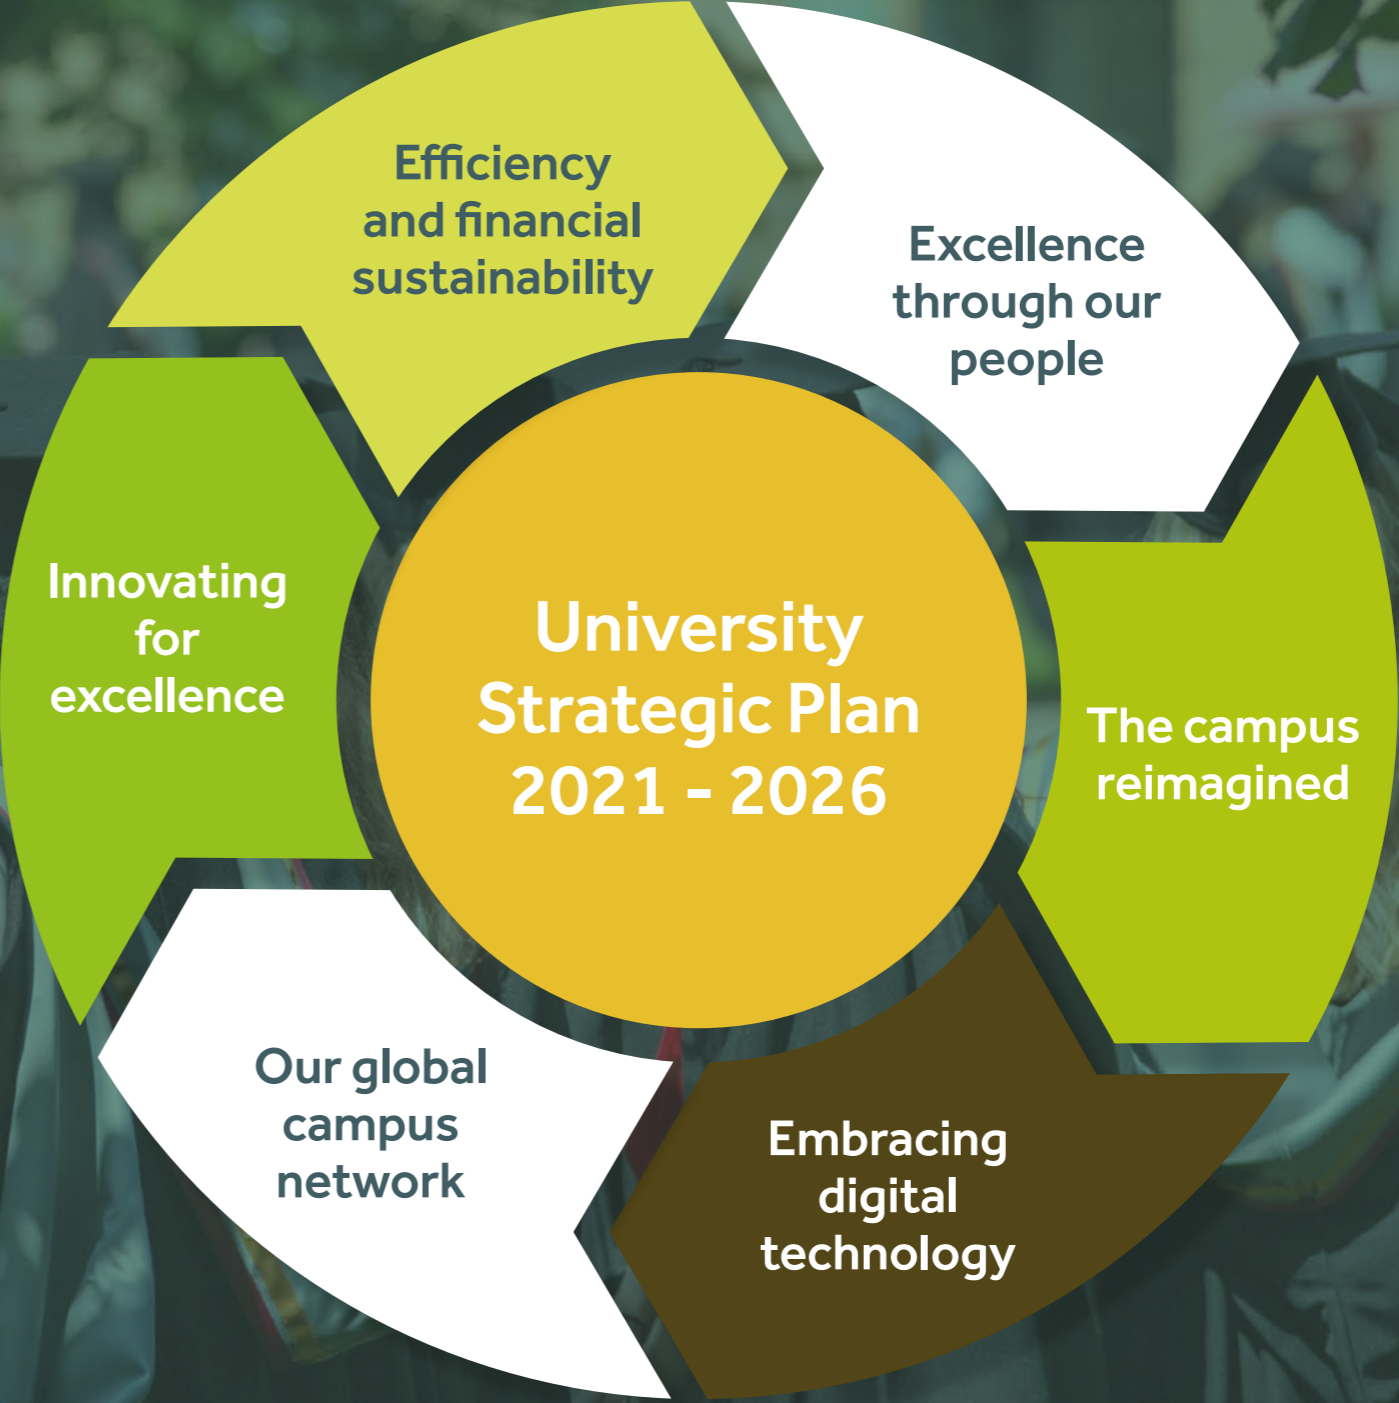 Efficiency
and financial
sustainability
Excellence
through our
people
The campus
reimagined
Embracing
digital
technology
Our global
campus
network
Innovating
for
excellence
University
Strategic Plan
2021 - 2026